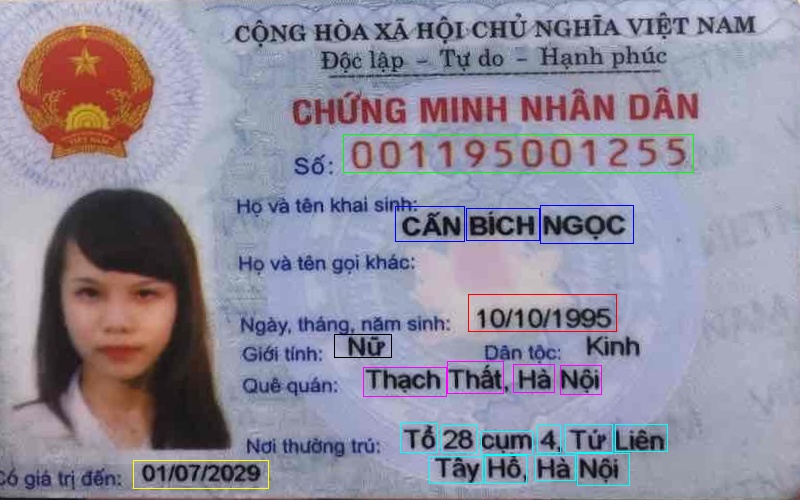 CỘNG HÒA XÃ HỘI CHỦ NGHĨA VIỆT NAM
Độc lập - Tự do - Hạnh phúc
CHỨNG MINH NHÂN DÂN
Số: 001195001255
Họ và tên khai sinh:
CẤN BÍCH NGỌC
Họ và tên gọi khác:
Ngày, tháng, năm sinh: 10/10/1995
Giới tính: Nữ Dân tộc: Kinh
Quê quán: Thạch Thất, Hà Nội
Nơi thường trú: Tổ 28 cụm 4, Tứ Liên
Tây Hồ, Hà Nội
Có giá trị đến: 01/07/2029